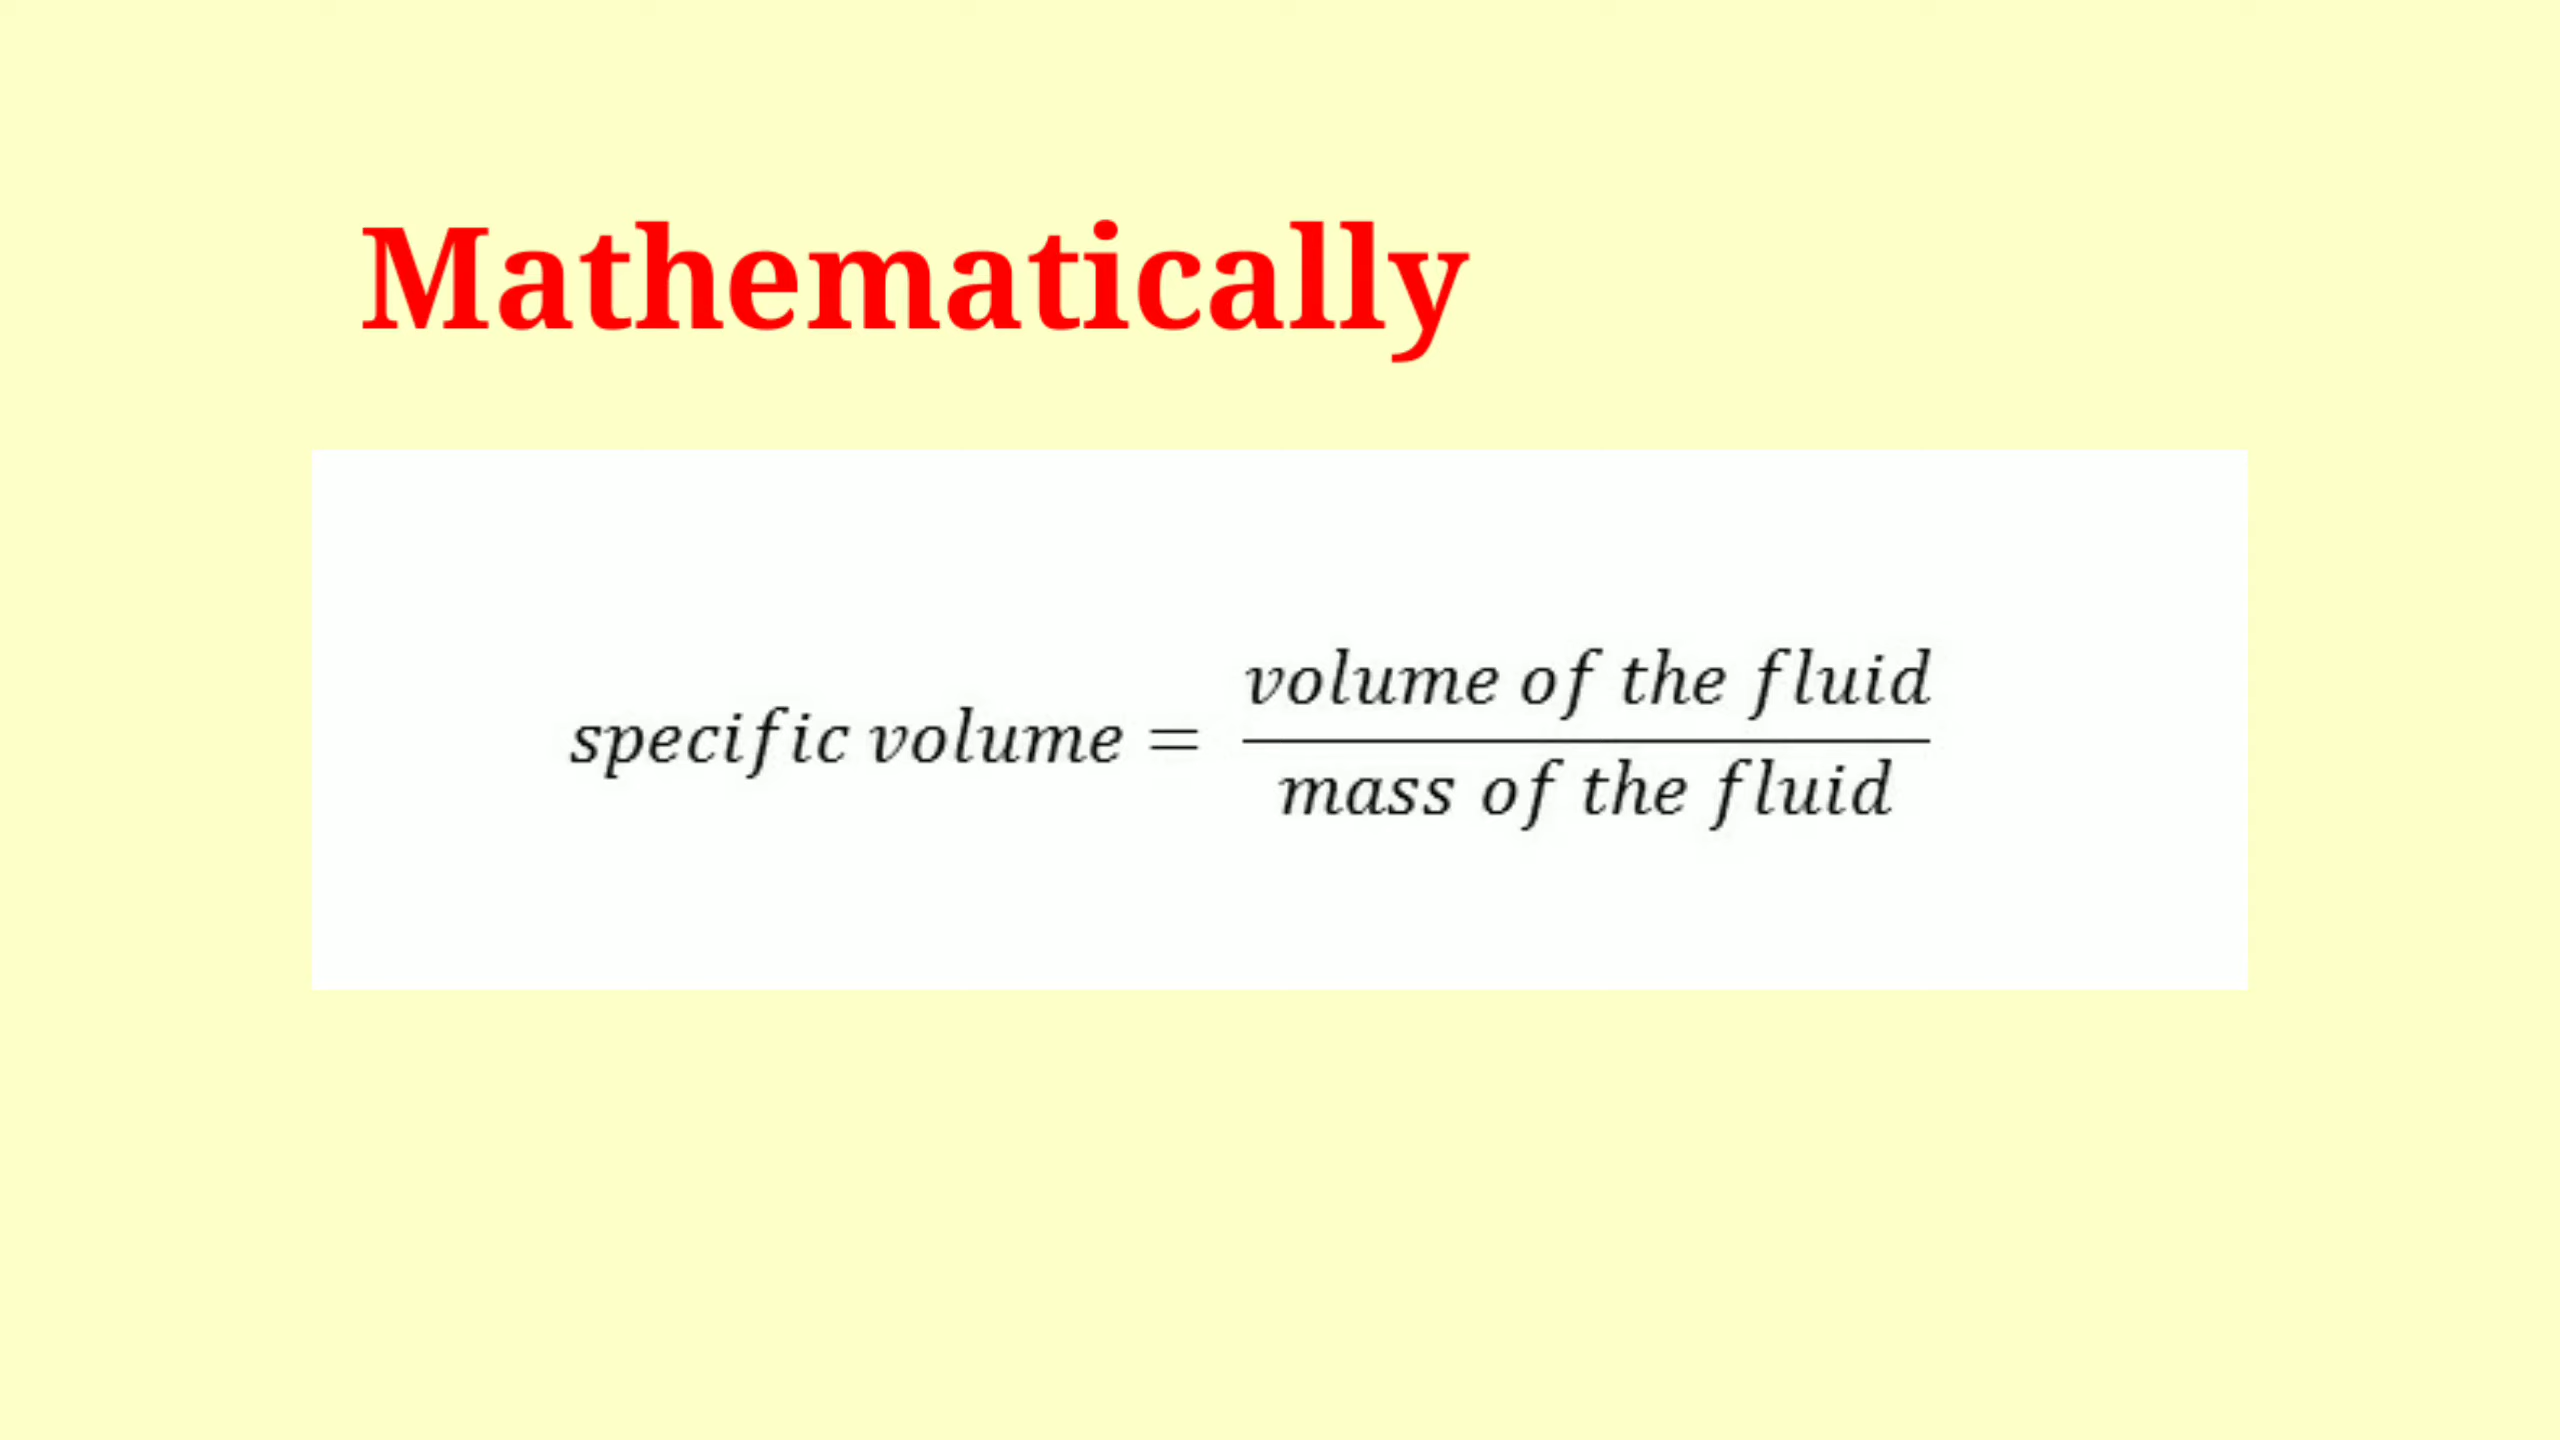 Mathematically
specific volume = volume of the fluid / mass of the fluid